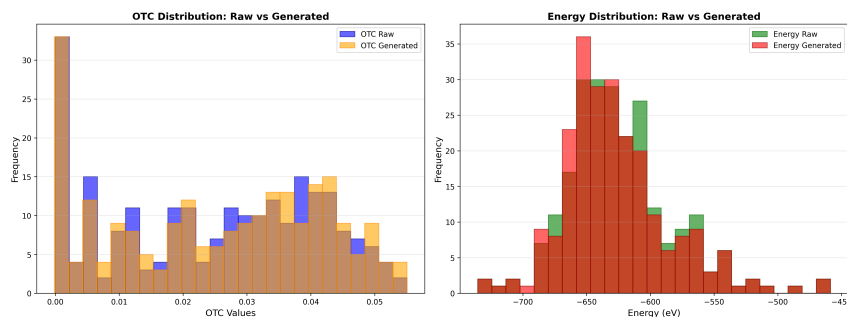 OTC Distribution: Raw vs Generated
OTC Raw
OTC Generated
Frequency
30
25
20
15
10
5
0
0.00 0.01 0.02 0.03 0.04 0.05
OTC Values
Energy Distribution: Raw vs Generated
Energy Raw
Energy Generated
Frequency
35
30
25
20
15
10
5
0
−700 −650 −600 −550 −500 −45
Energy (eV)